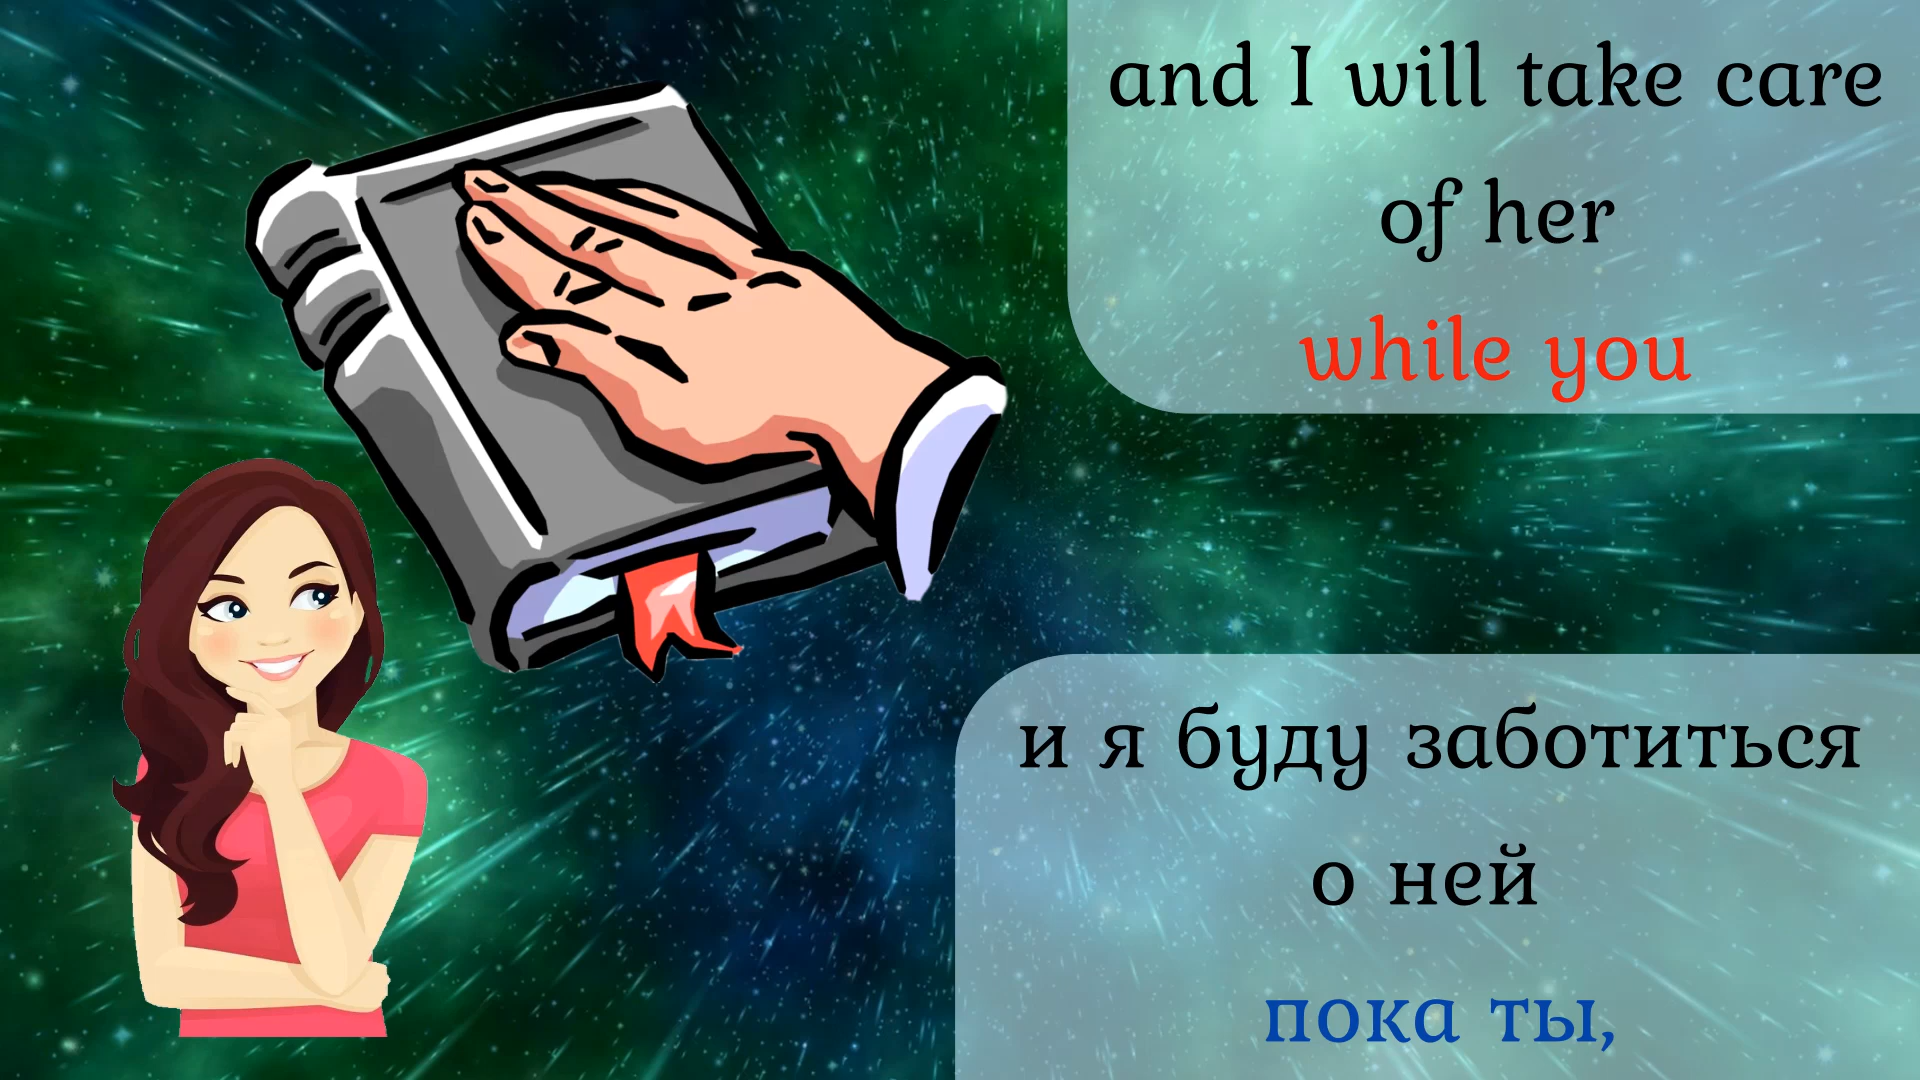 and I will take care
of her
while you
и я буду заботиться
о ней
пока ты,